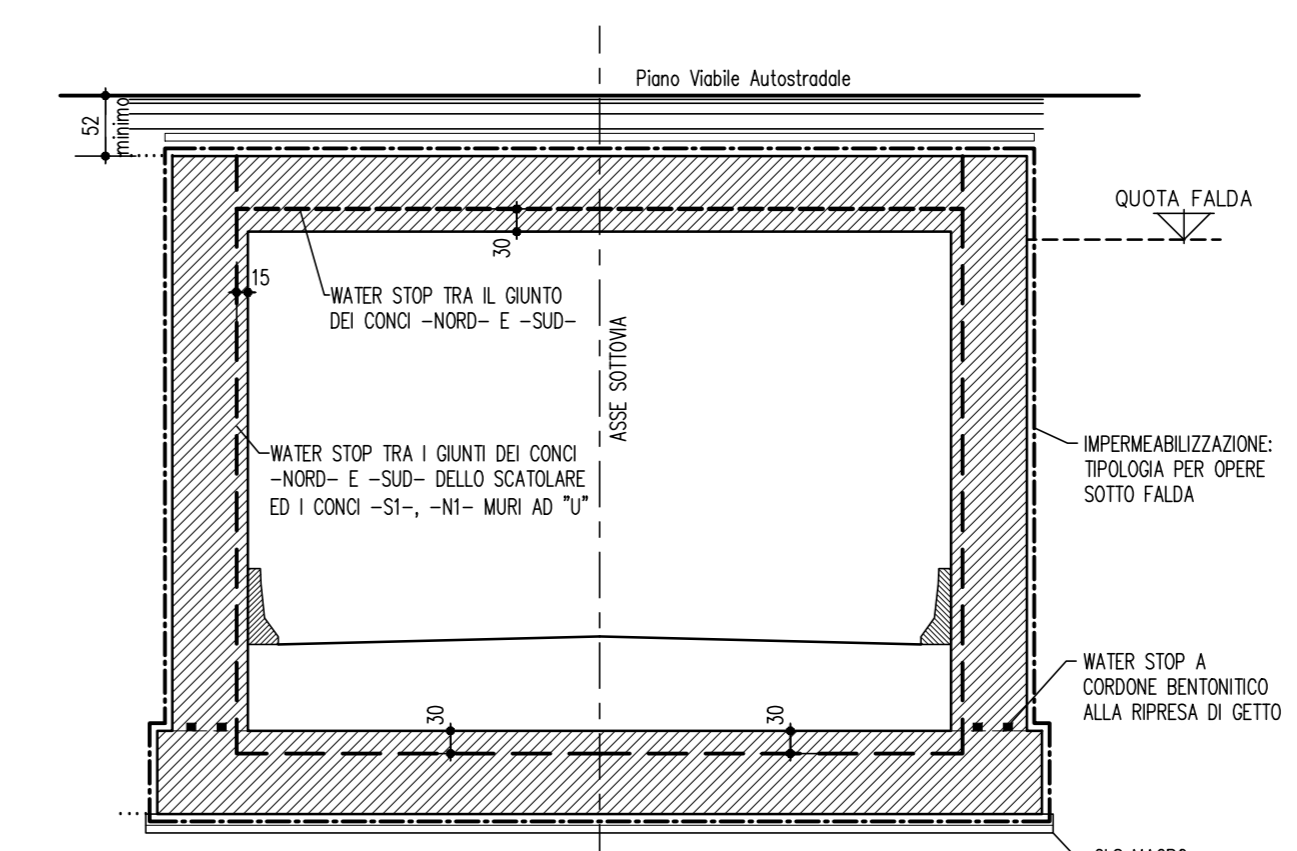 Piano Viabile Autostradale
52
minimo
QUOTA FALDA
30
15
WATER STOP TRA IL GIUNTO
DEI CONCI -NORD- E -SUD-
ASSE SOTTOVIA
WATER STOP TRA I GIUNTI DEI CONCI
-NORD- E -SUD- DELLO SCATOLARE
ED I CONCI -S1-, -N1- MURI AD "U"
IMPERMEABILIZZAZIONE:
TIPOLOGIA PER OPERE
SOTTO FALDA
WATER STOP A
CORDONE BENTONITICO
ALLA RIPRESA DI GETTO
30
30